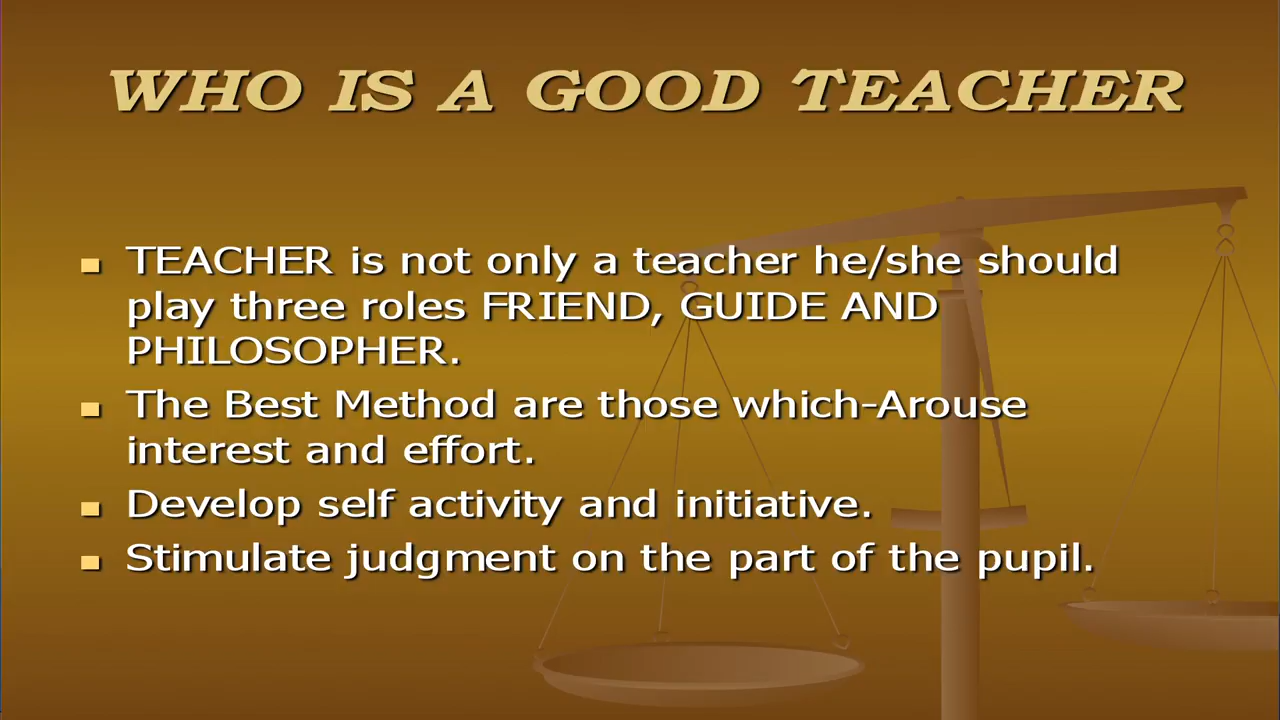 WHO IS A GOOD TEACHER
TEACHER is not only a teacher he/she should
play three roles FRIEND, GUIDE AND
PHILOSOPHER.
The Best Method are those which-Arouse
interest and effort.
Develop self activity and initiative.
Stimulate judgment on the part of the pupil.